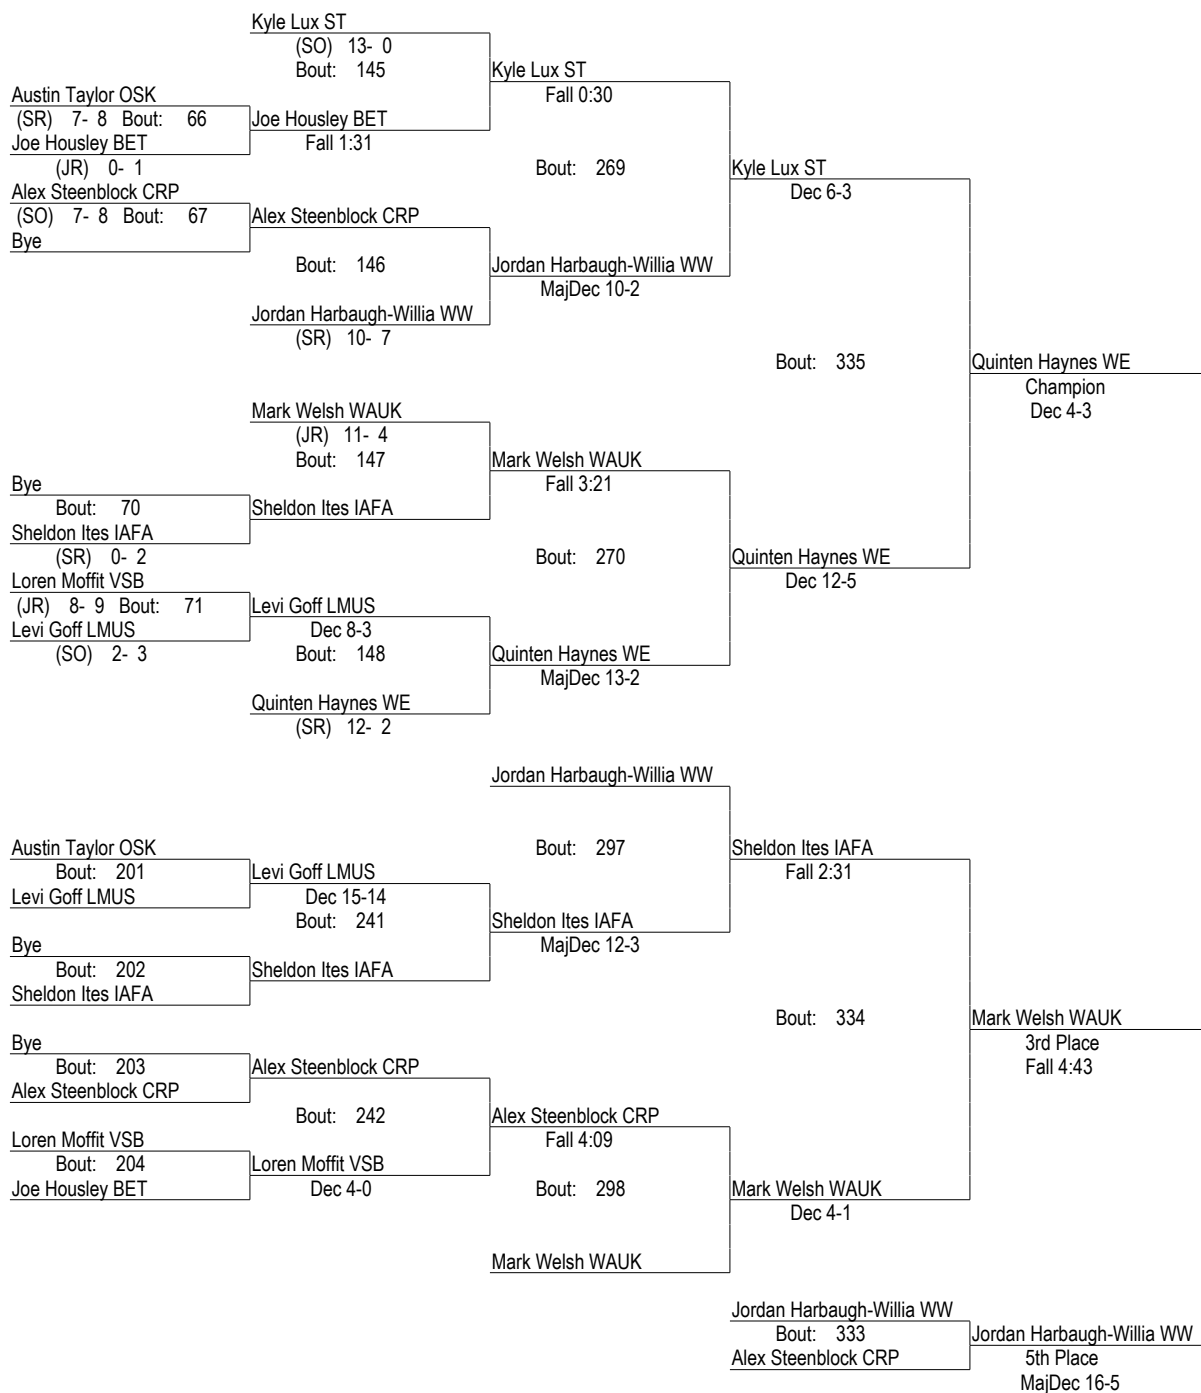 Kyle Lux ST
(SO) 13- 0
Bout: 145
Kyle Lux ST
Fall 0:30
Austin Taylor OSK
(SR) 7- 8 Bout: 66
Joe Housley BET
Joe Housley BET
Fall 1:31
(JR) 0- 1
Bout: 269
Kyle Lux ST
Dec 6-3
Alex Steenblock CRP
(SO) 7- 8 Bout: 67
Alex Steenblock CRP
Bye
Bout: 146
Jordan Harbaugh-Willia WW
MajDec 10-2
Jordan Harbaugh-Willia WW
(SR) 10- 7
Bout: 335
Quinten Haynes WE
Champion
Dec 4-3
Mark Welsh WAUK
(JR) 11- 4
Bout: 147
Mark Welsh WAUK
Fall 3:21
Bye
Bout: 70
Sheldon Ites IAFA
Sheldon Ites IAFA
(SR) 0- 2
Bout: 270
Quinten Haynes WE
Dec 12-5
Loren Moffit VSB
(JR) 8- 9 Bout: 71
Levi Goff LMUS
Levi Goff LMUS
Dec 8-3
(SO) 2- 3
Bout: 148
Quinten Haynes WE
MajDec 13-2
Quinten Haynes WE
(SR) 12- 2
Jordan Harbaugh-Willia WW
Austin Taylor OSK
Bout: 201
Levi Goff LMUS
Levi Goff LMUS
Dec 15-14
Bout: 297
Sheldon Ites IAFA
Fall 2:31
Bout: 241
Sheldon Ites IAFA
MajDec 12-3
Bye
Bout: 202
Sheldon Ites IAFA
Sheldon Ites IAFA
Bout: 334
Mark Welsh WAUK
3rd Place
Fall 4:43
Bye
Bout: 203
Alex Steenblock CRP
Alex Steenblock CRP
Bout: 242
Alex Steenblock CRP
Fall 4:09
Loren Moffit VSB
Bout: 204
Loren Moffit VSB
Joe Housley BET
Dec 4-0
Bout: 298
Mark Welsh WAUK
Dec 4-1
Mark Welsh WAUK
Jordan Harbaugh-Willia WW
Bout: 333
Jordan Harbaugh-Willia WW
Alex Steenblock CRP
5th Place
MajDec 16-5